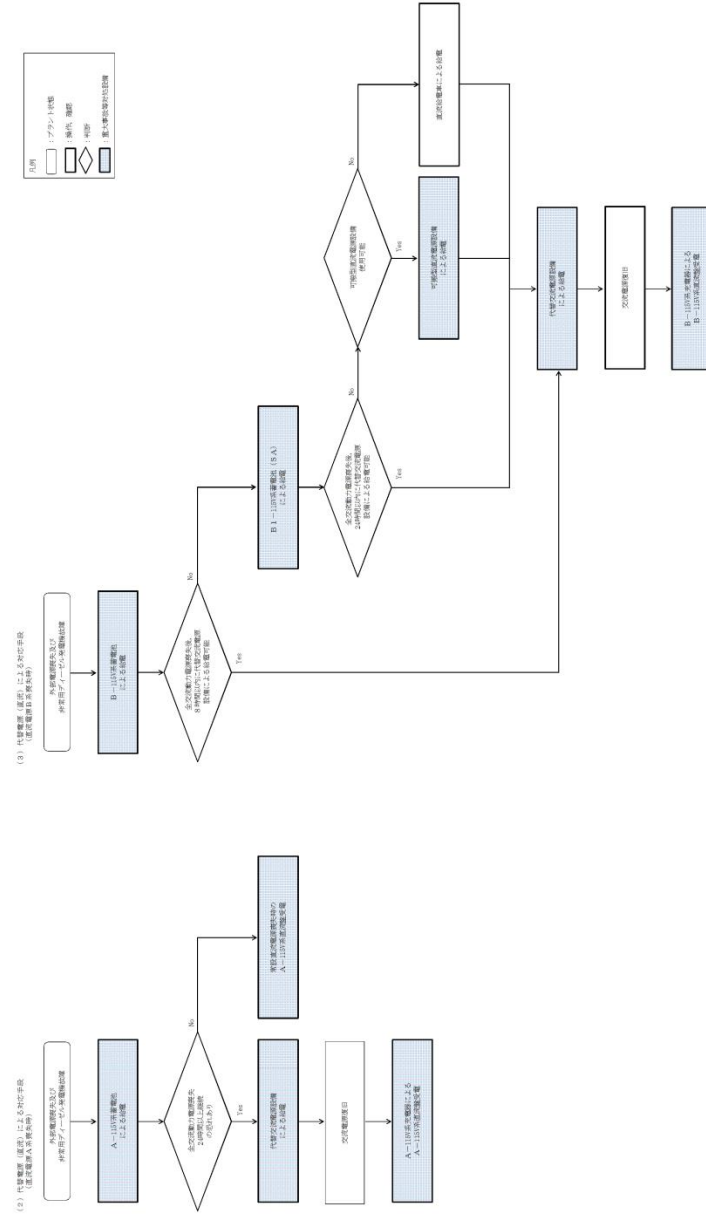 (2) 代替電源（直流）による対応手段
（直流電源A系喪失時）
外部電源喪失及び
非常用ディーゼル発電機故障
A－115V系蓄電池
による給電
全交流動力電源喪失
24時間以上継続
の恐れあり
No
Yes
代替交流電源設備
による給電
常設直流電源喪失時の
A－115V系直流盤受電
交流電源復旧
A－115V系充電器による
A－115V系直流盤受電
(3) 代替電源（直流）による対応手段
（直流電源B系喪失時）
外部電源喪失及び
非常用ディーゼル発電機故障
B－115V系蓄電池
による給電
全交流動力電源喪失後、
8時間以内に代替交流電源
設備による給電可能
No
Yes
B1－115V系蓄電池（SA）
による給電
全交流動力電源喪失後、
24時間以内に代替交流電源
設備による給電可能
No
Yes
可搬型直流電源設備
使用可能
No
Yes
可搬型直流電源設備
による給電
直流給電車による給電
代替交流電源設備
による給電
交流電源復旧
B－115V系充電器による
B－115V系直流盤受電
凡例
：プラント状態
：操作、確認
：判断
：重大事故等対処設備